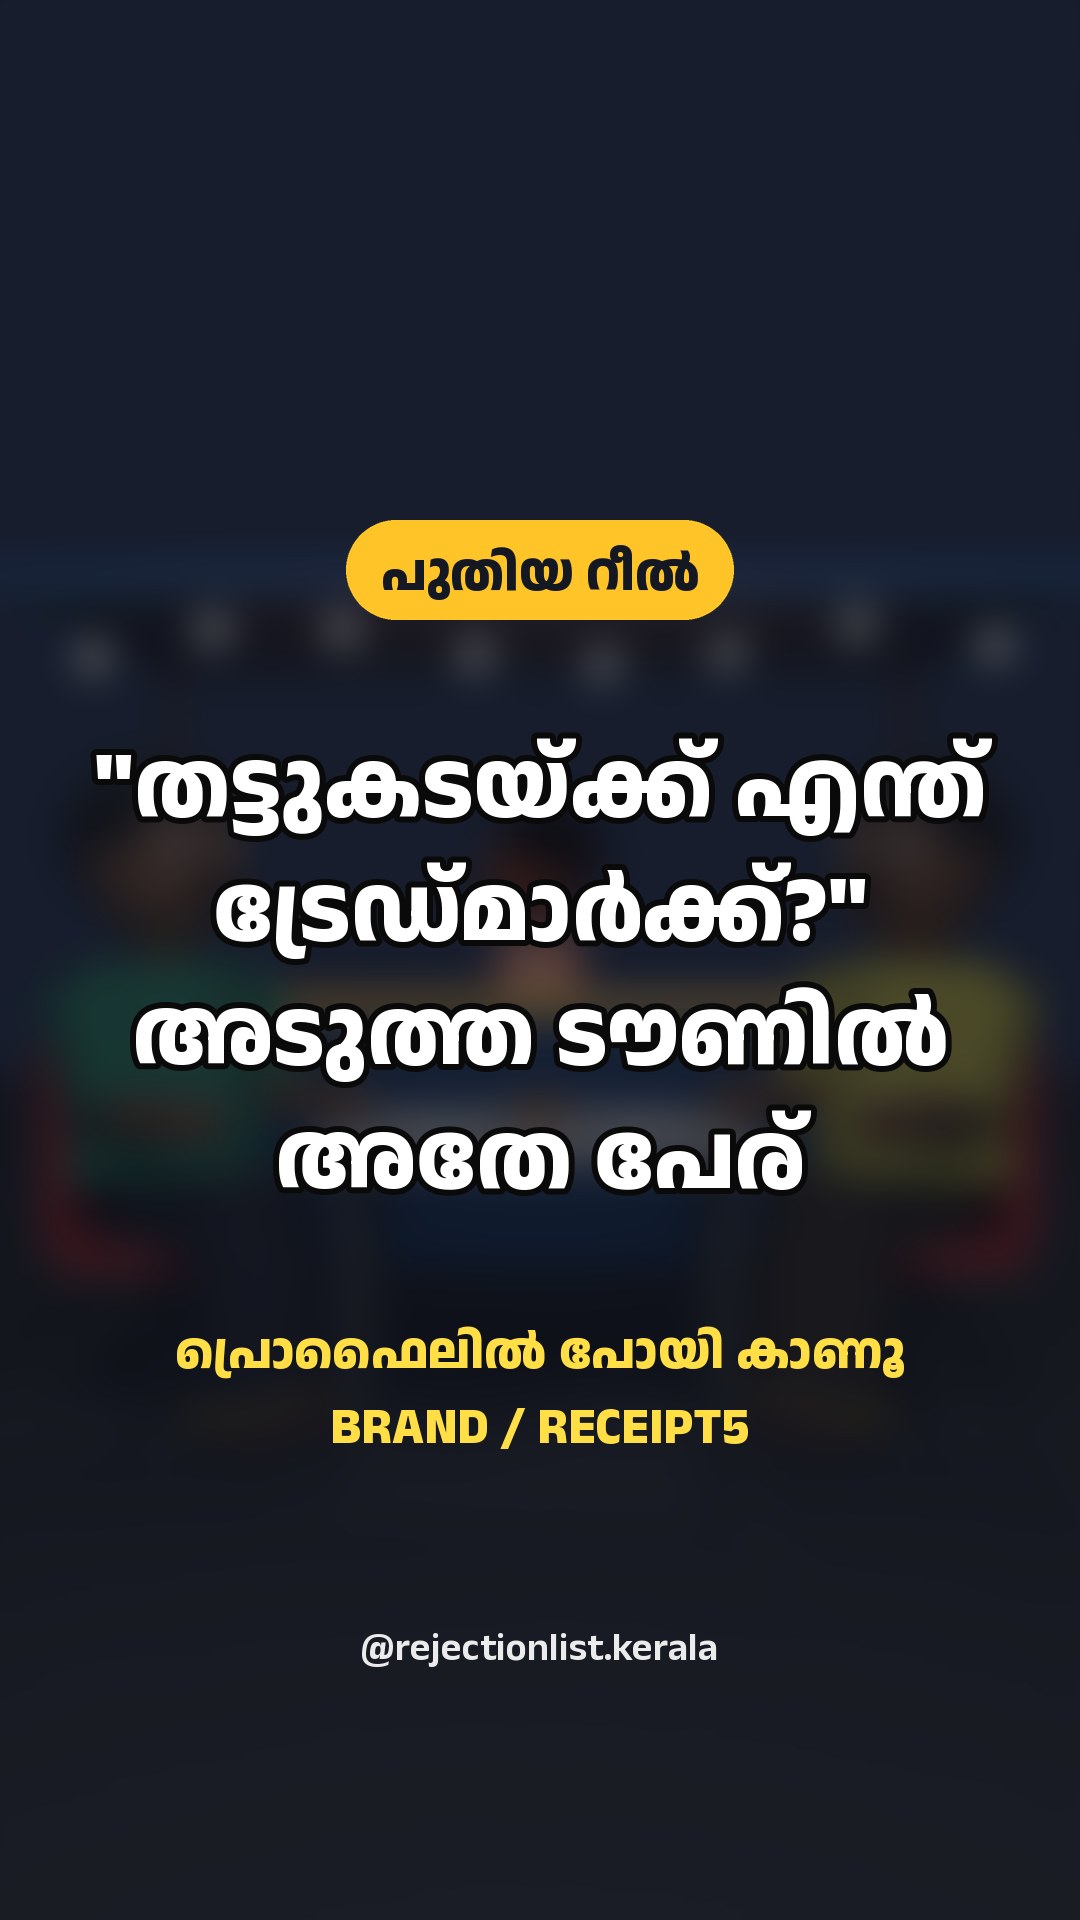 പുതിയ റീൽ
"തട്ടുകടയ്ക്ക് എന്ത്
ട്രേഡ്മാർക്ക്?"
അടുത്ത ടൗണിൽ
അതേ പേര്
പ്രൊഫൈലിൽ പോയി കാണൂ
BRAND / RECEIPT5
@rejectionlist.kerala